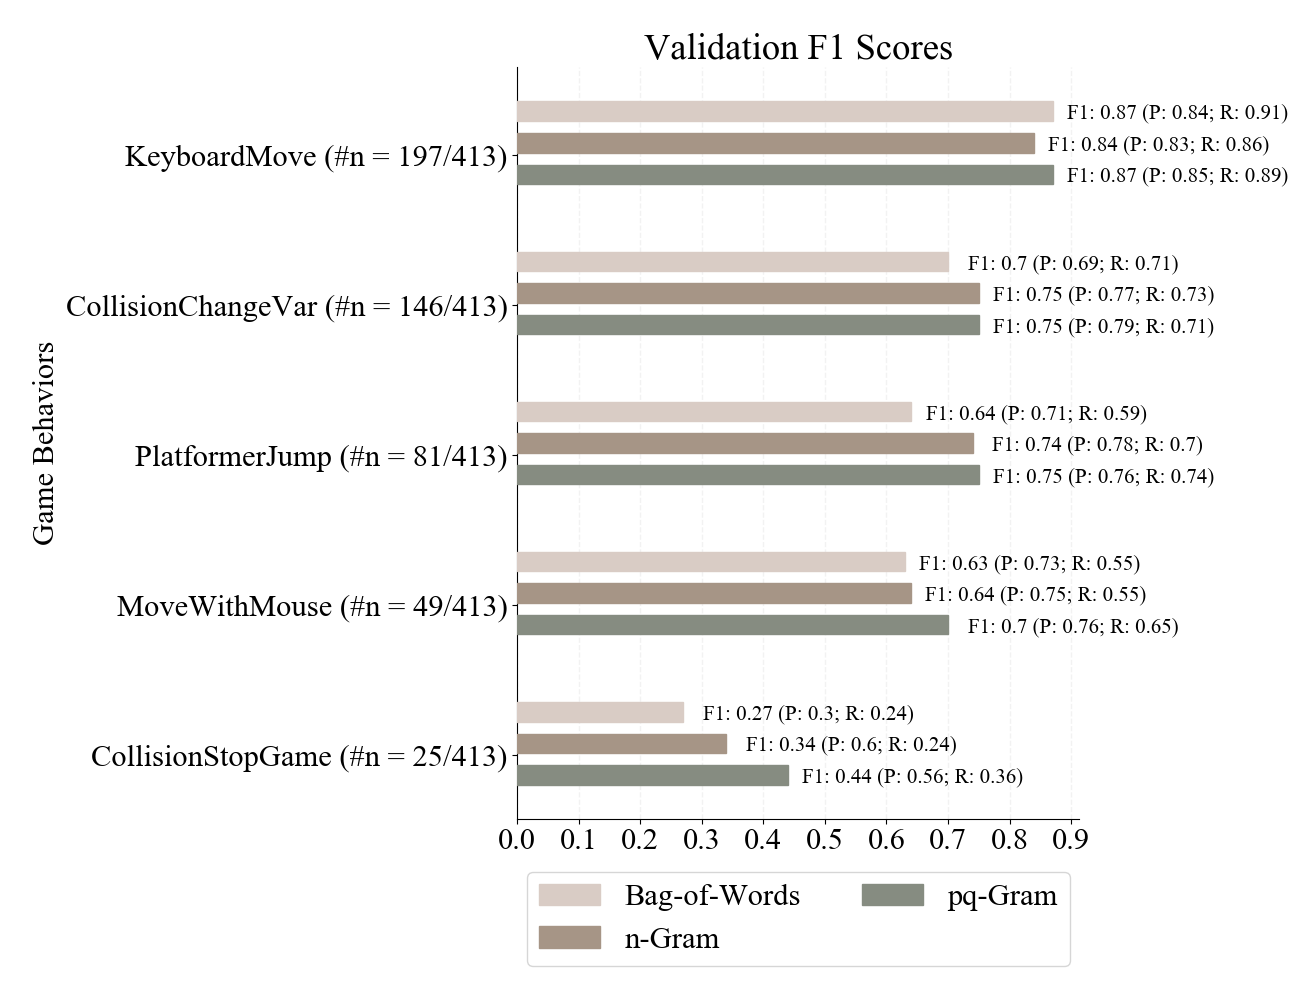 Validation F1 Scores
Game Behaviors
KeyboardMove (#n = 197/413)
F1: 0.87 (P: 0.84; R: 0.91)
F1: 0.84 (P: 0.83; R: 0.86)
F1: 0.87 (P: 0.85; R: 0.89)
CollisionChangeVar (#n = 146/413)
F1: 0.7 (P: 0.69; R: 0.71)
F1: 0.75 (P: 0.77; R: 0.73)
F1: 0.75 (P: 0.79; R: 0.71)
PlatformerJump (#n = 81/413)
F1: 0.64 (P: 0.71; R: 0.59)
F1: 0.74 (P: 0.78; R: 0.7)
F1: 0.75 (P: 0.76; R: 0.74)
MoveWithMouse (#n = 49/413)
F1: 0.63 (P: 0.73; R: 0.55)
F1: 0.64 (P: 0.75; R: 0.55)
F1: 0.7 (P: 0.76; R: 0.65)
CollisionStopGame (#n = 25/413)
F1: 0.27 (P: 0.3; R: 0.24)
F1: 0.34 (P: 0.6; R: 0.24)
F1: 0.44 (P: 0.56; R: 0.36)
0.0 0.1 0.2 0.3 0.4 0.5 0.6 0.7 0.8 0.9
Bag-of-Words
n-Gram
pq-Gram